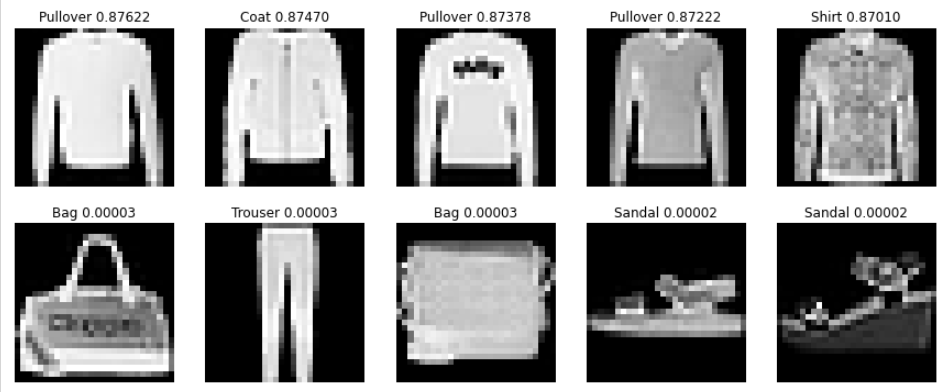 Pullover 0.87622
Coat 0.87470
Pullover 0.87378
Pullover 0.87222
Shirt 0.87010
Bag 0.00003
Trouser 0.00003
Bag 0.00003
Sandal 0.00002
Sandal 0.00002